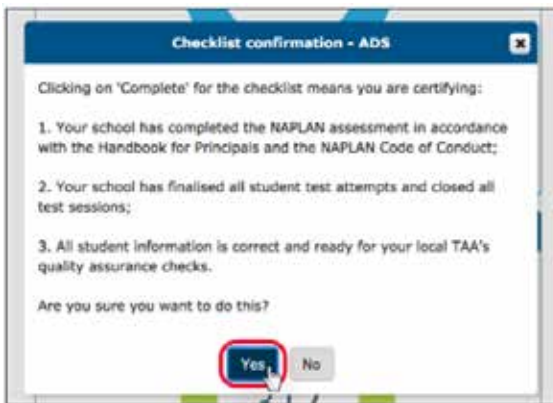 Checklist confirmation - ADS
Clicking on 'Complete' for the checklist means you are certifying:
1. Your school has completed the NAPLAN assessment in accordance
with the Handbook for Principals and the NAPLAN Code of Conduct;
2. Your school has finalised all student test attempts and closed all
test sessions;
3. All student information is correct and ready for your local TAA's
quality assurance checks.
Are you sure you want to do this?
Yes No